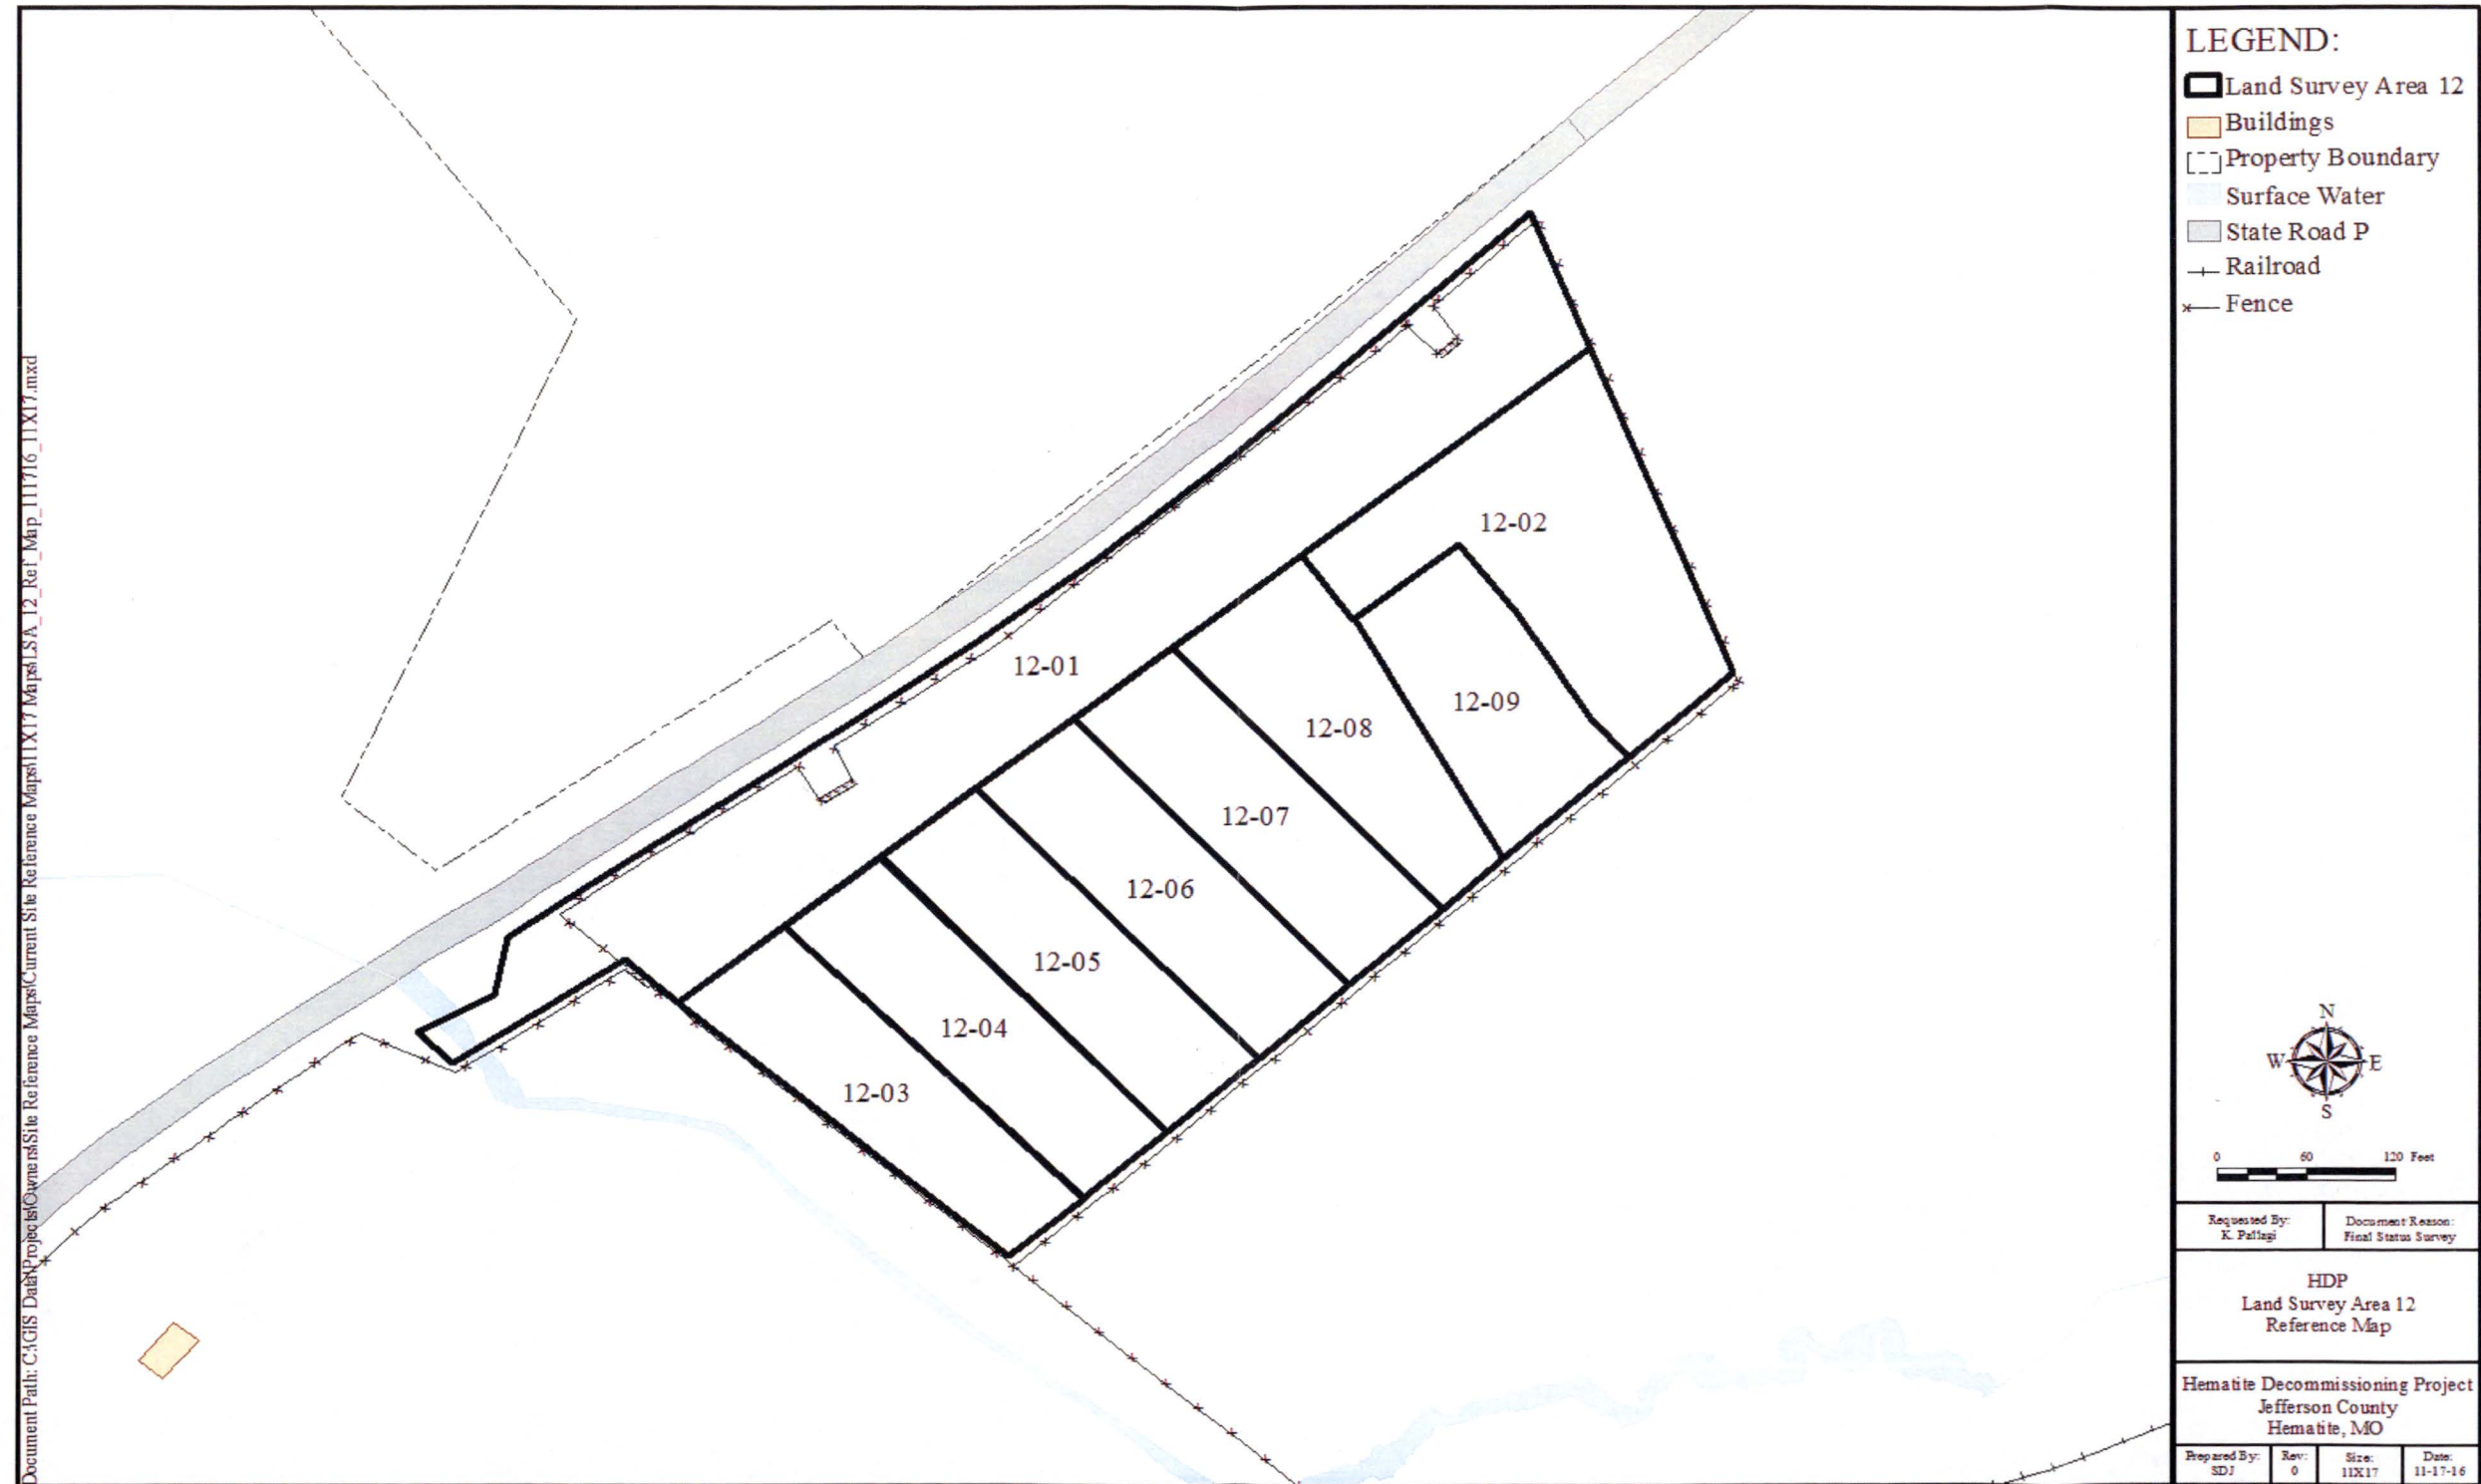 Document Path: C:\GIS Data\Projects\Owners\Site Reference Maps\Current Site Reference Maps\11X17 Maps\LSA_12_Ref_Map_111716_11X17.mxd
12-01
12-02
12-03
12-04
12-05
12-06
12-07
12-08
12-09
LEGEND:
Land Survey Area 12
Buildings
Property Boundary
Surface Water
State Road P
Railroad
Fence
N
W E
S
0 60 120 Feet
Requested By:
K. Pallagi
Document Reason:
Final Status Survey
HDP
Land Survey Area 12
Reference Map
Hematite Decommissioning Project
Jefferson County
Hematite, MO
Prepared By:
SDJ
Rev:
0
Size:
11X17
Date:
11-17-16